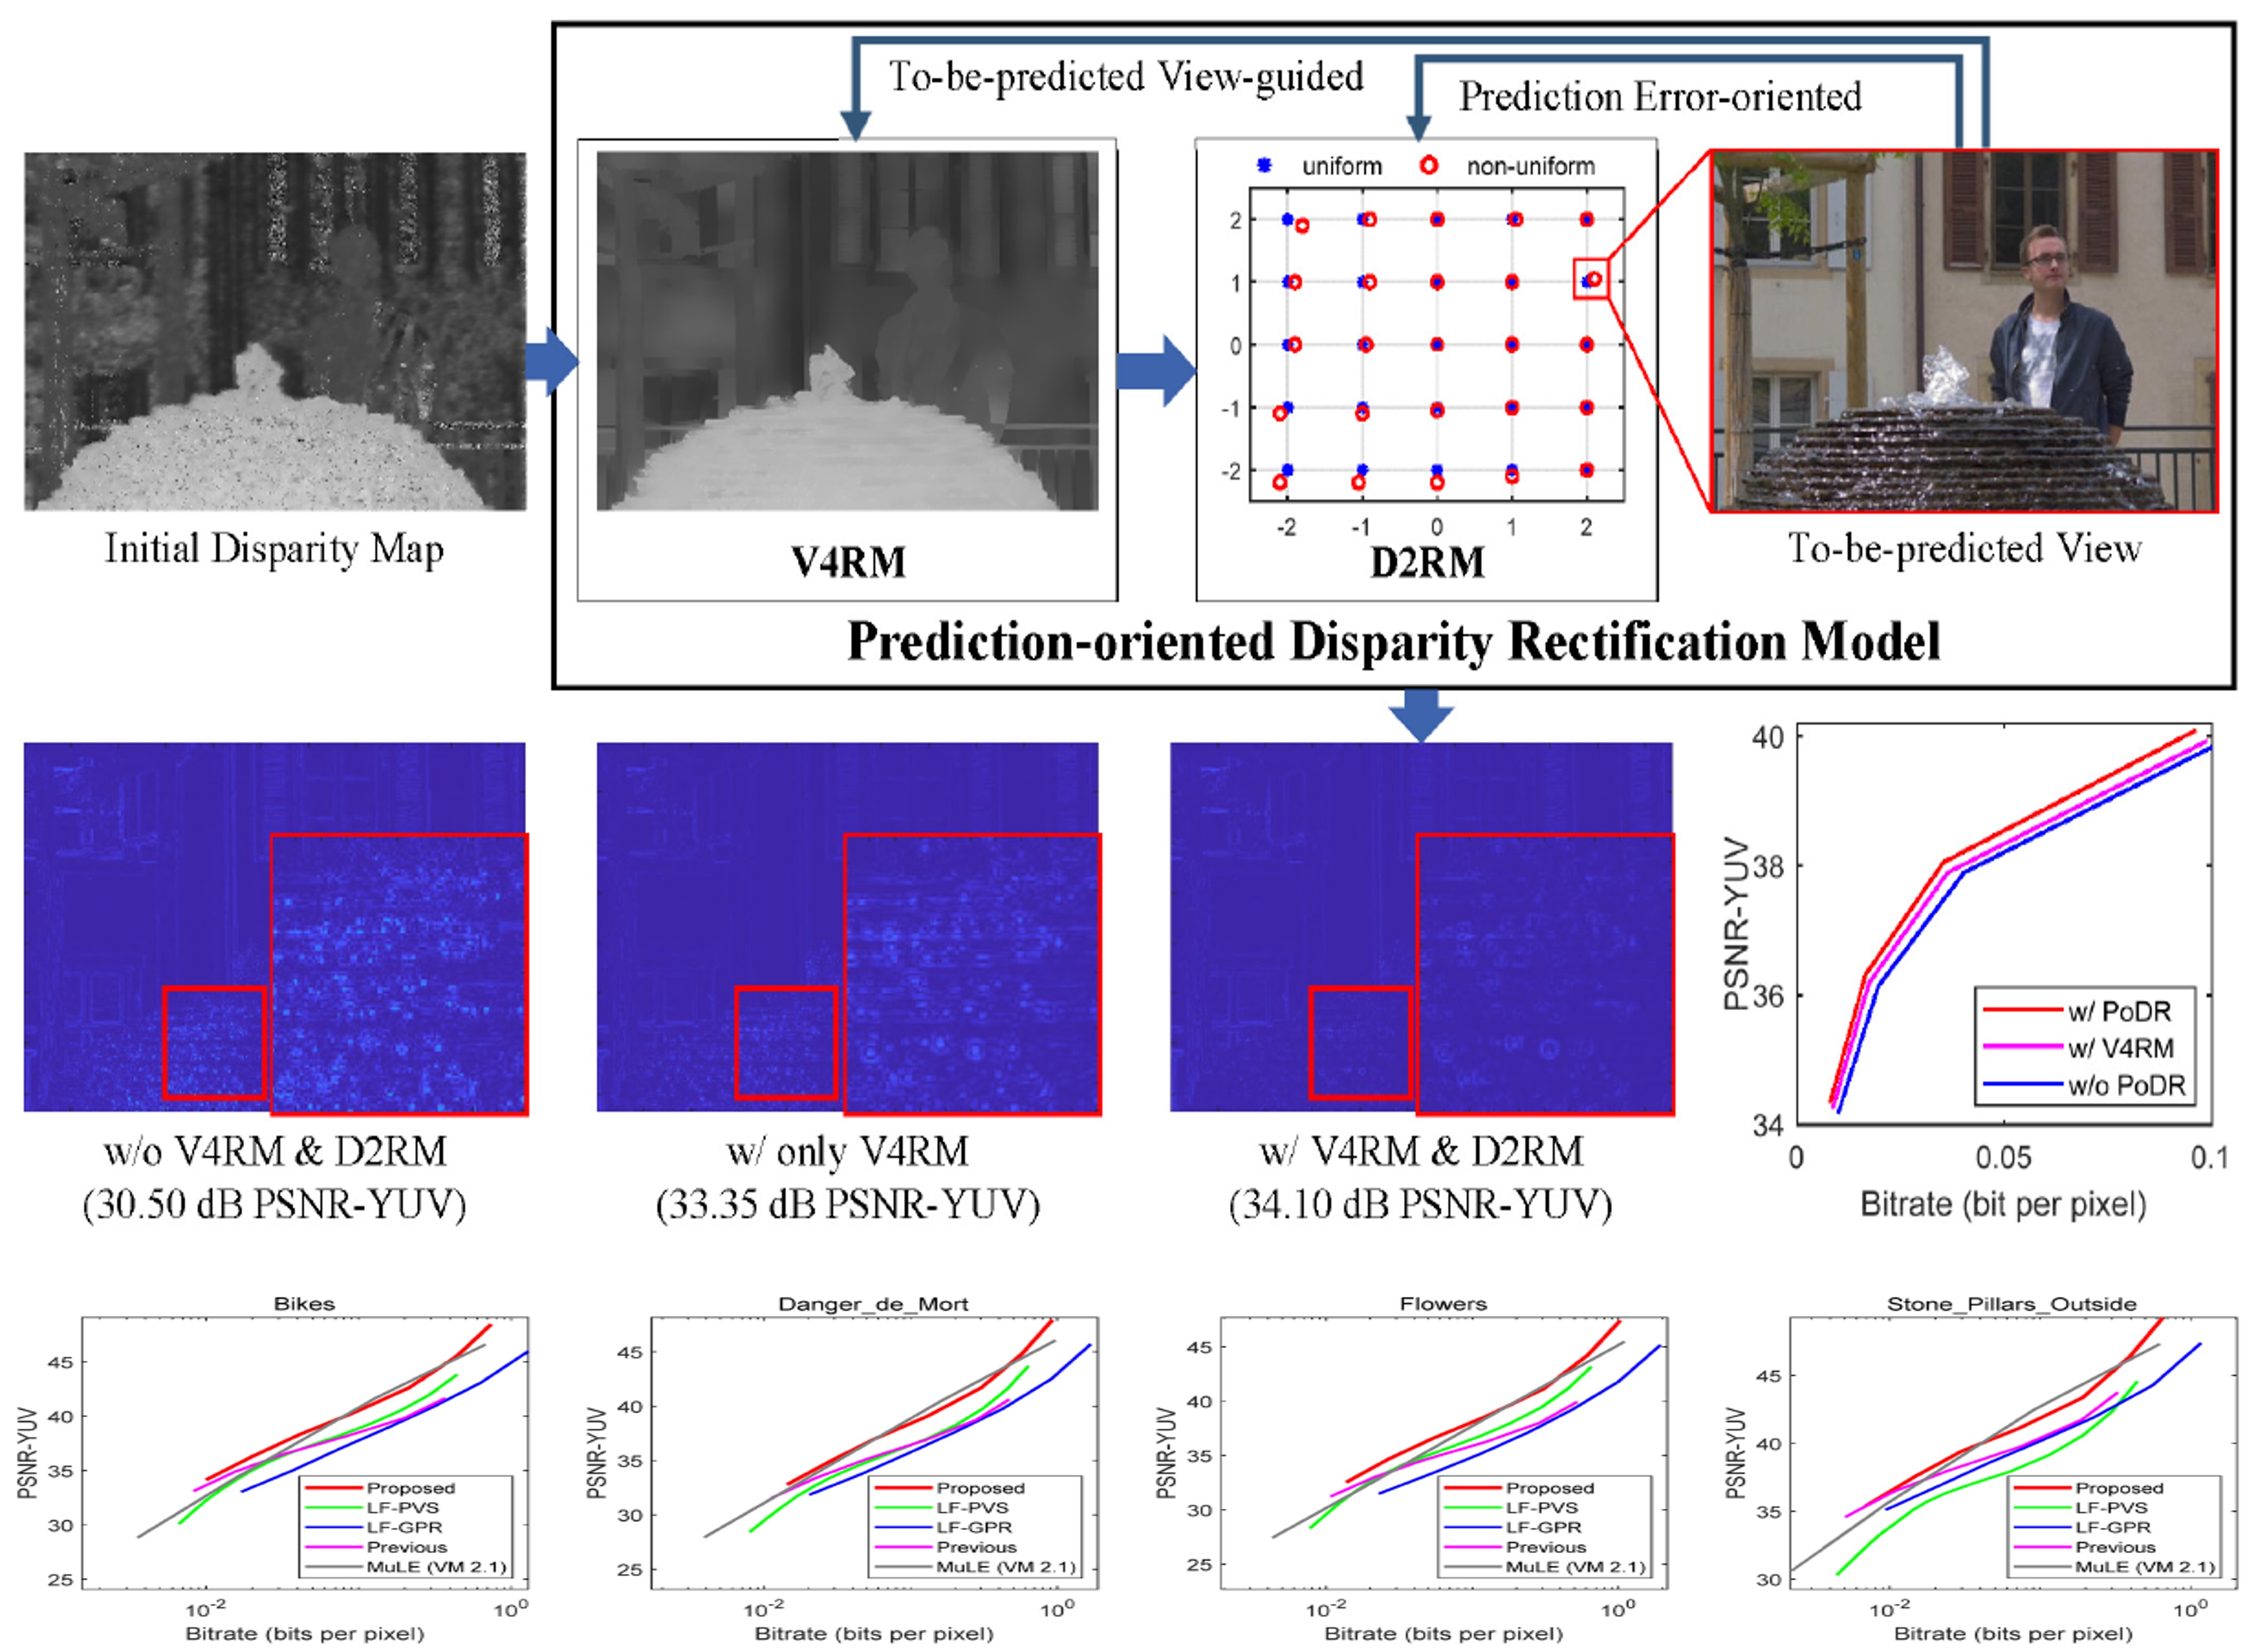 To-be-predicted View-guided
Prediction Error-oriented
uniform non-uniform
2
1
0
-1
-2
-2 -1 0 1 2
Initial Disparity Map
V4RM
D2RM
To-be-predicted View
Prediction-oriented Disparity Rectification Model
w/o V4RM & D2RM
(30.50 dB PSNR-YUV)
w/ only V4RM
(33.35 dB PSNR-YUV)
w/ V4RM & D2RM
(34.10 dB PSNR-YUV)
PSNR-YUV
40
38
36
34
w/ PoDR
w/ V4RM
w/o PoDR
0 0.05 0.1
Bitrate (bit per pixel)
Bikes
PSNR-YUV
45
40
35
30
25
Proposed
LF-PVS
LF-GPR
Previous
MuLE (VM 2.1)
10-2 100
Bitrate (bits per pixel)
Danger_de_Mort
PSNR-YUV
45
40
35
30
25
Proposed
LF-PVS
LF-GPR
Previous
MuLE (VM 2.1)
10-2 100
Bitrate (bits per pixel)
Flowers
PSNR-YUV
45
40
35
30
25
Proposed
LF-PVS
LF-GPR
Previous
MuLE (VM 2.1)
10-2 100
Bitrate (bits per pixel)
Stone_Pillars_Outside
PSNR-YUV
45
40
35
30
Proposed
LF-PVS
LF-GPR
Previous
MuLE (VM 2.1)
10-2 100
Bitrate (bits per pixel)